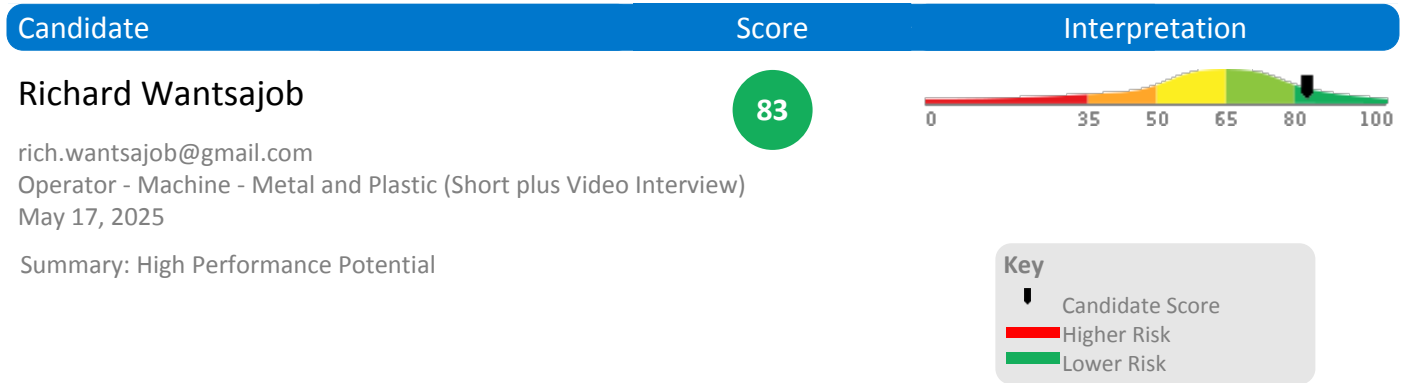 Candidate Score Interpretation
Richard Wantsajob
83
0 35 50 65 80 100
rich.wantsajob@gmail.com
Operator - Machine - Metal and Plastic (Short plus Video Interview)
May 17, 2025
Summary: High Performance Potential
Key
Candidate Score
Higher Risk
Lower Risk